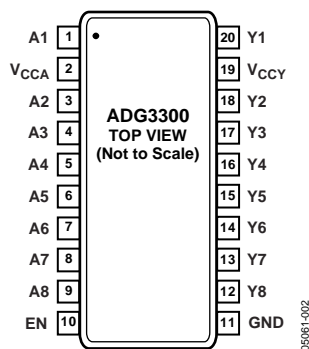 A1 1 20 Y1
VCCA 2 19 VCCY
A2 3 18 Y2
ADG3300
A3 4 TOP VIEW 17 Y3
(Not to Scale)
A4 5 16 Y4
A5 6 15 Y5
A6 7 14 Y6
A7 8 13 Y7
A8 9 12 Y8
EN 10 11 GND
05061-002